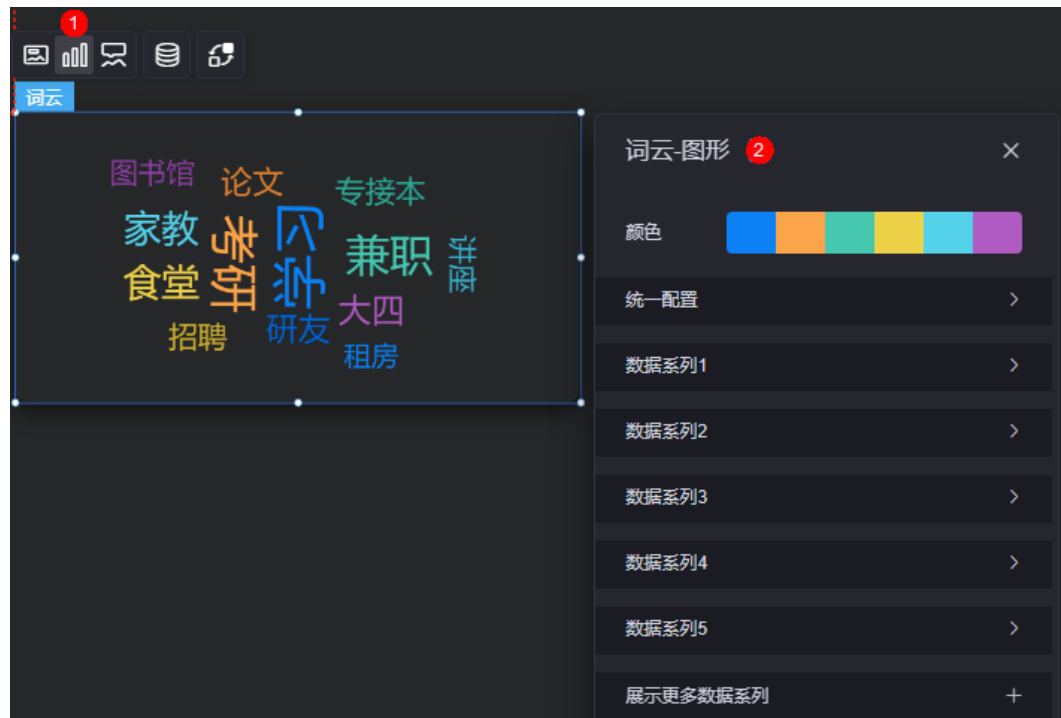 1
词云
图书馆
论文
专接本
家教
考研
兼职
讲座
食堂
大四
招聘
研友
租房
词云-图形 2
颜色
统一配置
数据系列1
数据系列2
数据系列3
数据系列4
数据系列5
展示更多数据系列